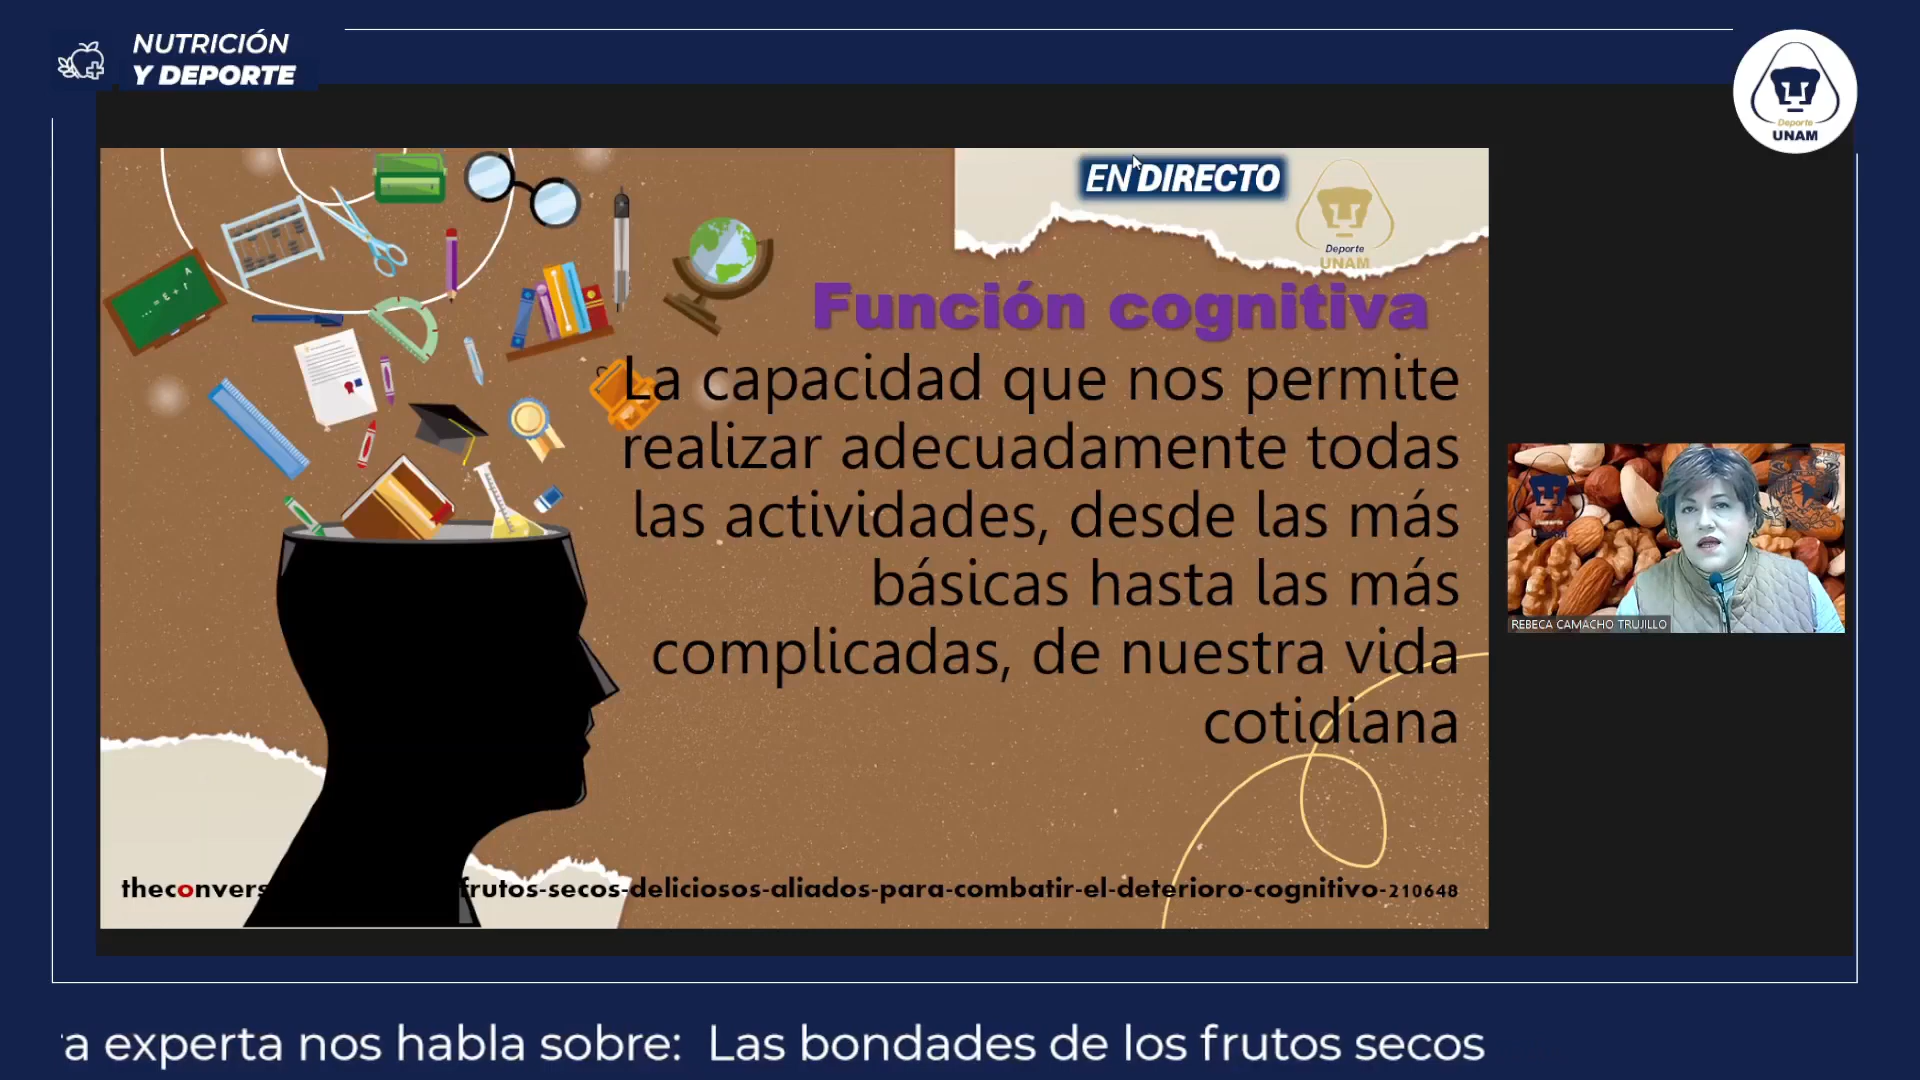 NUTRICIÓN
Y DEPORTE
Deporte
UNAM
EN DIRECTO
Deporte
UNAM
Función cognitiva
La capacidad que nos permite
realizar adecuadamente todas
las actividades, desde las más
básicas hasta las más
complicadas, de nuestra vida
cotidiana
REBECA CAMACHO TRUJILLO
theconvers frutos-secos-deliciosos-aliados-para-combatir-el-deterioro-cognitivo-210648
a experta nos habla sobre: Las bondades de los frutos secos